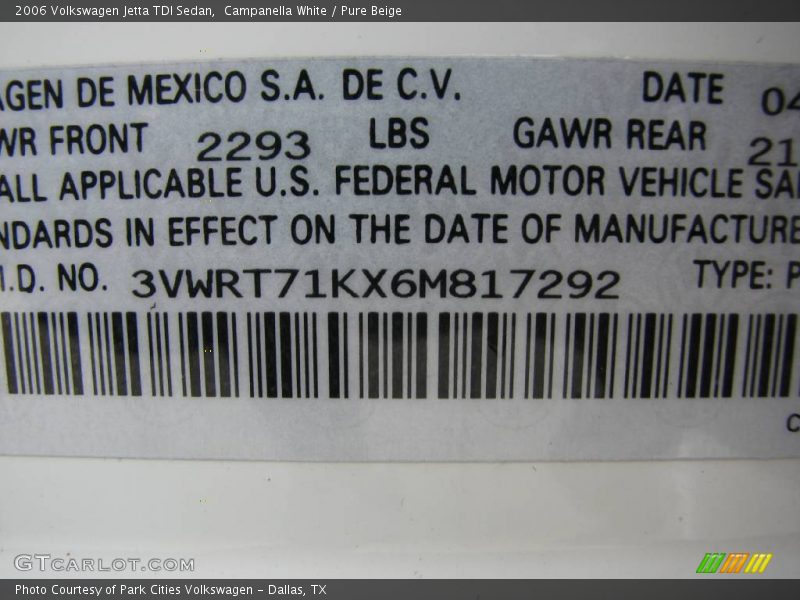 2006 Volkswagen Jetta TDI Sedan,  Campanella White / Pure Beige
AGEN DE MEXICO S.A. DE C.V. DATE 04
WR FRONT 2293 LBS GAWR REAR 21
ALL APPLICABLE U.S. FEDERAL MOTOR VEHICLE SA
NDARDS IN EFFECT ON THE DATE OF MANUFACTURE
I.D. NO. 3VWRT71KX6M817292 TYPE: P
C
GTCARLOT.COM
Photo Courtesy of Park Cities Volkswagen – Dallas, TX